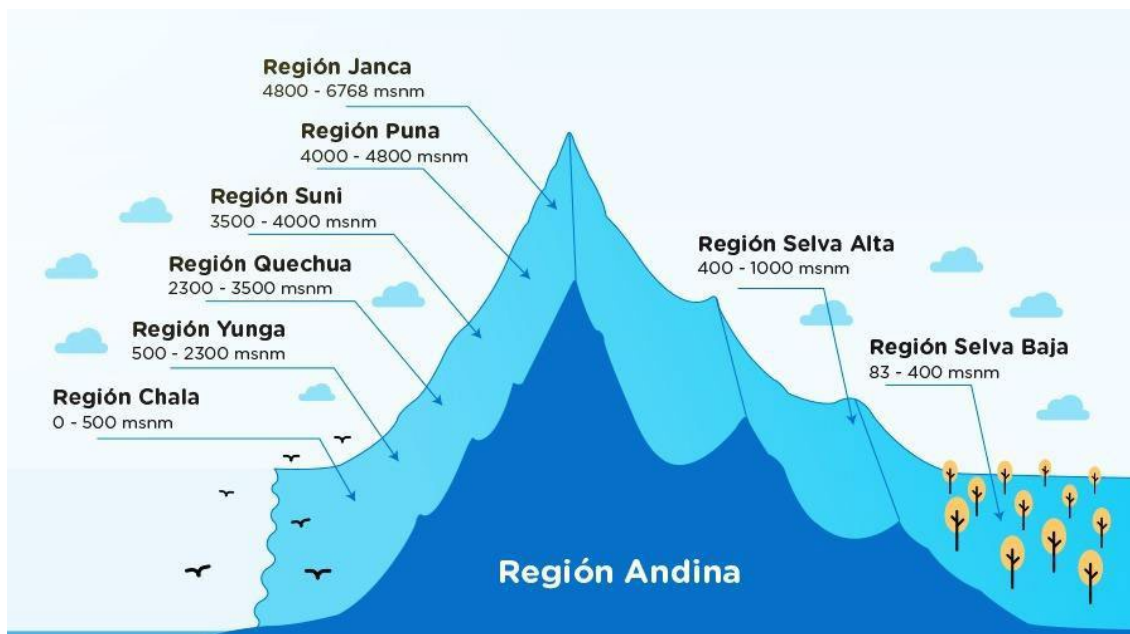 Región Janca
4800 - 6768 msnm
Región Puna
4000 - 4800 msnm
Región Suni
3500 - 4000 msnm
Región Quechua
2300 - 3500 msnm
Región Yunga
500 - 2300 msnm
Región Chala
0 - 500 msnm
Región Selva Alta
400 - 1000 msnm
Región Selva Baja
83 - 400 msnm
Región Andina